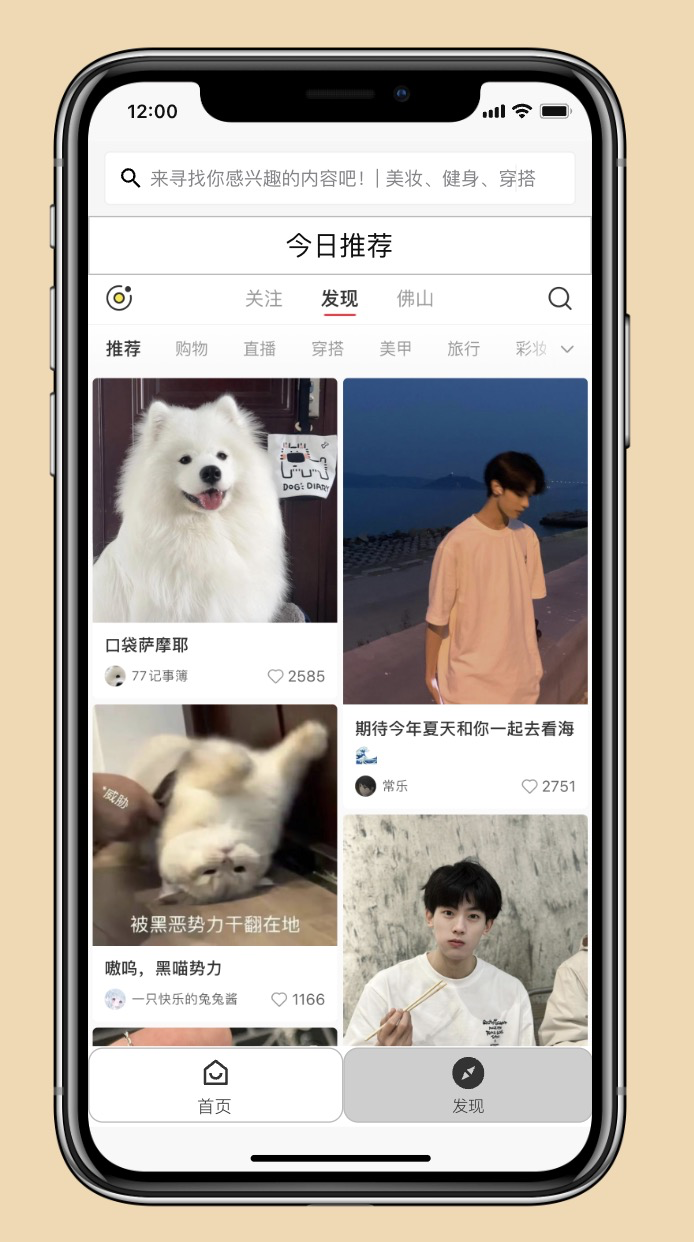 12:00
来寻找你感兴趣的内容吧！| 美妆、健身、穿搭
今日推荐
关注 发现 佛山
推荐 购物 直播 穿搭 美甲 旅行 彩妆
DOG'S DIARY
口袋萨摩耶
77记事簿 2585
威胁
被黑恶势力干翻在地
嗷呜，黑喵势力
一只快乐的兔兔酱 1166
期待今年夏天和你一起去看海
🌊
常乐 2751
首页 发现